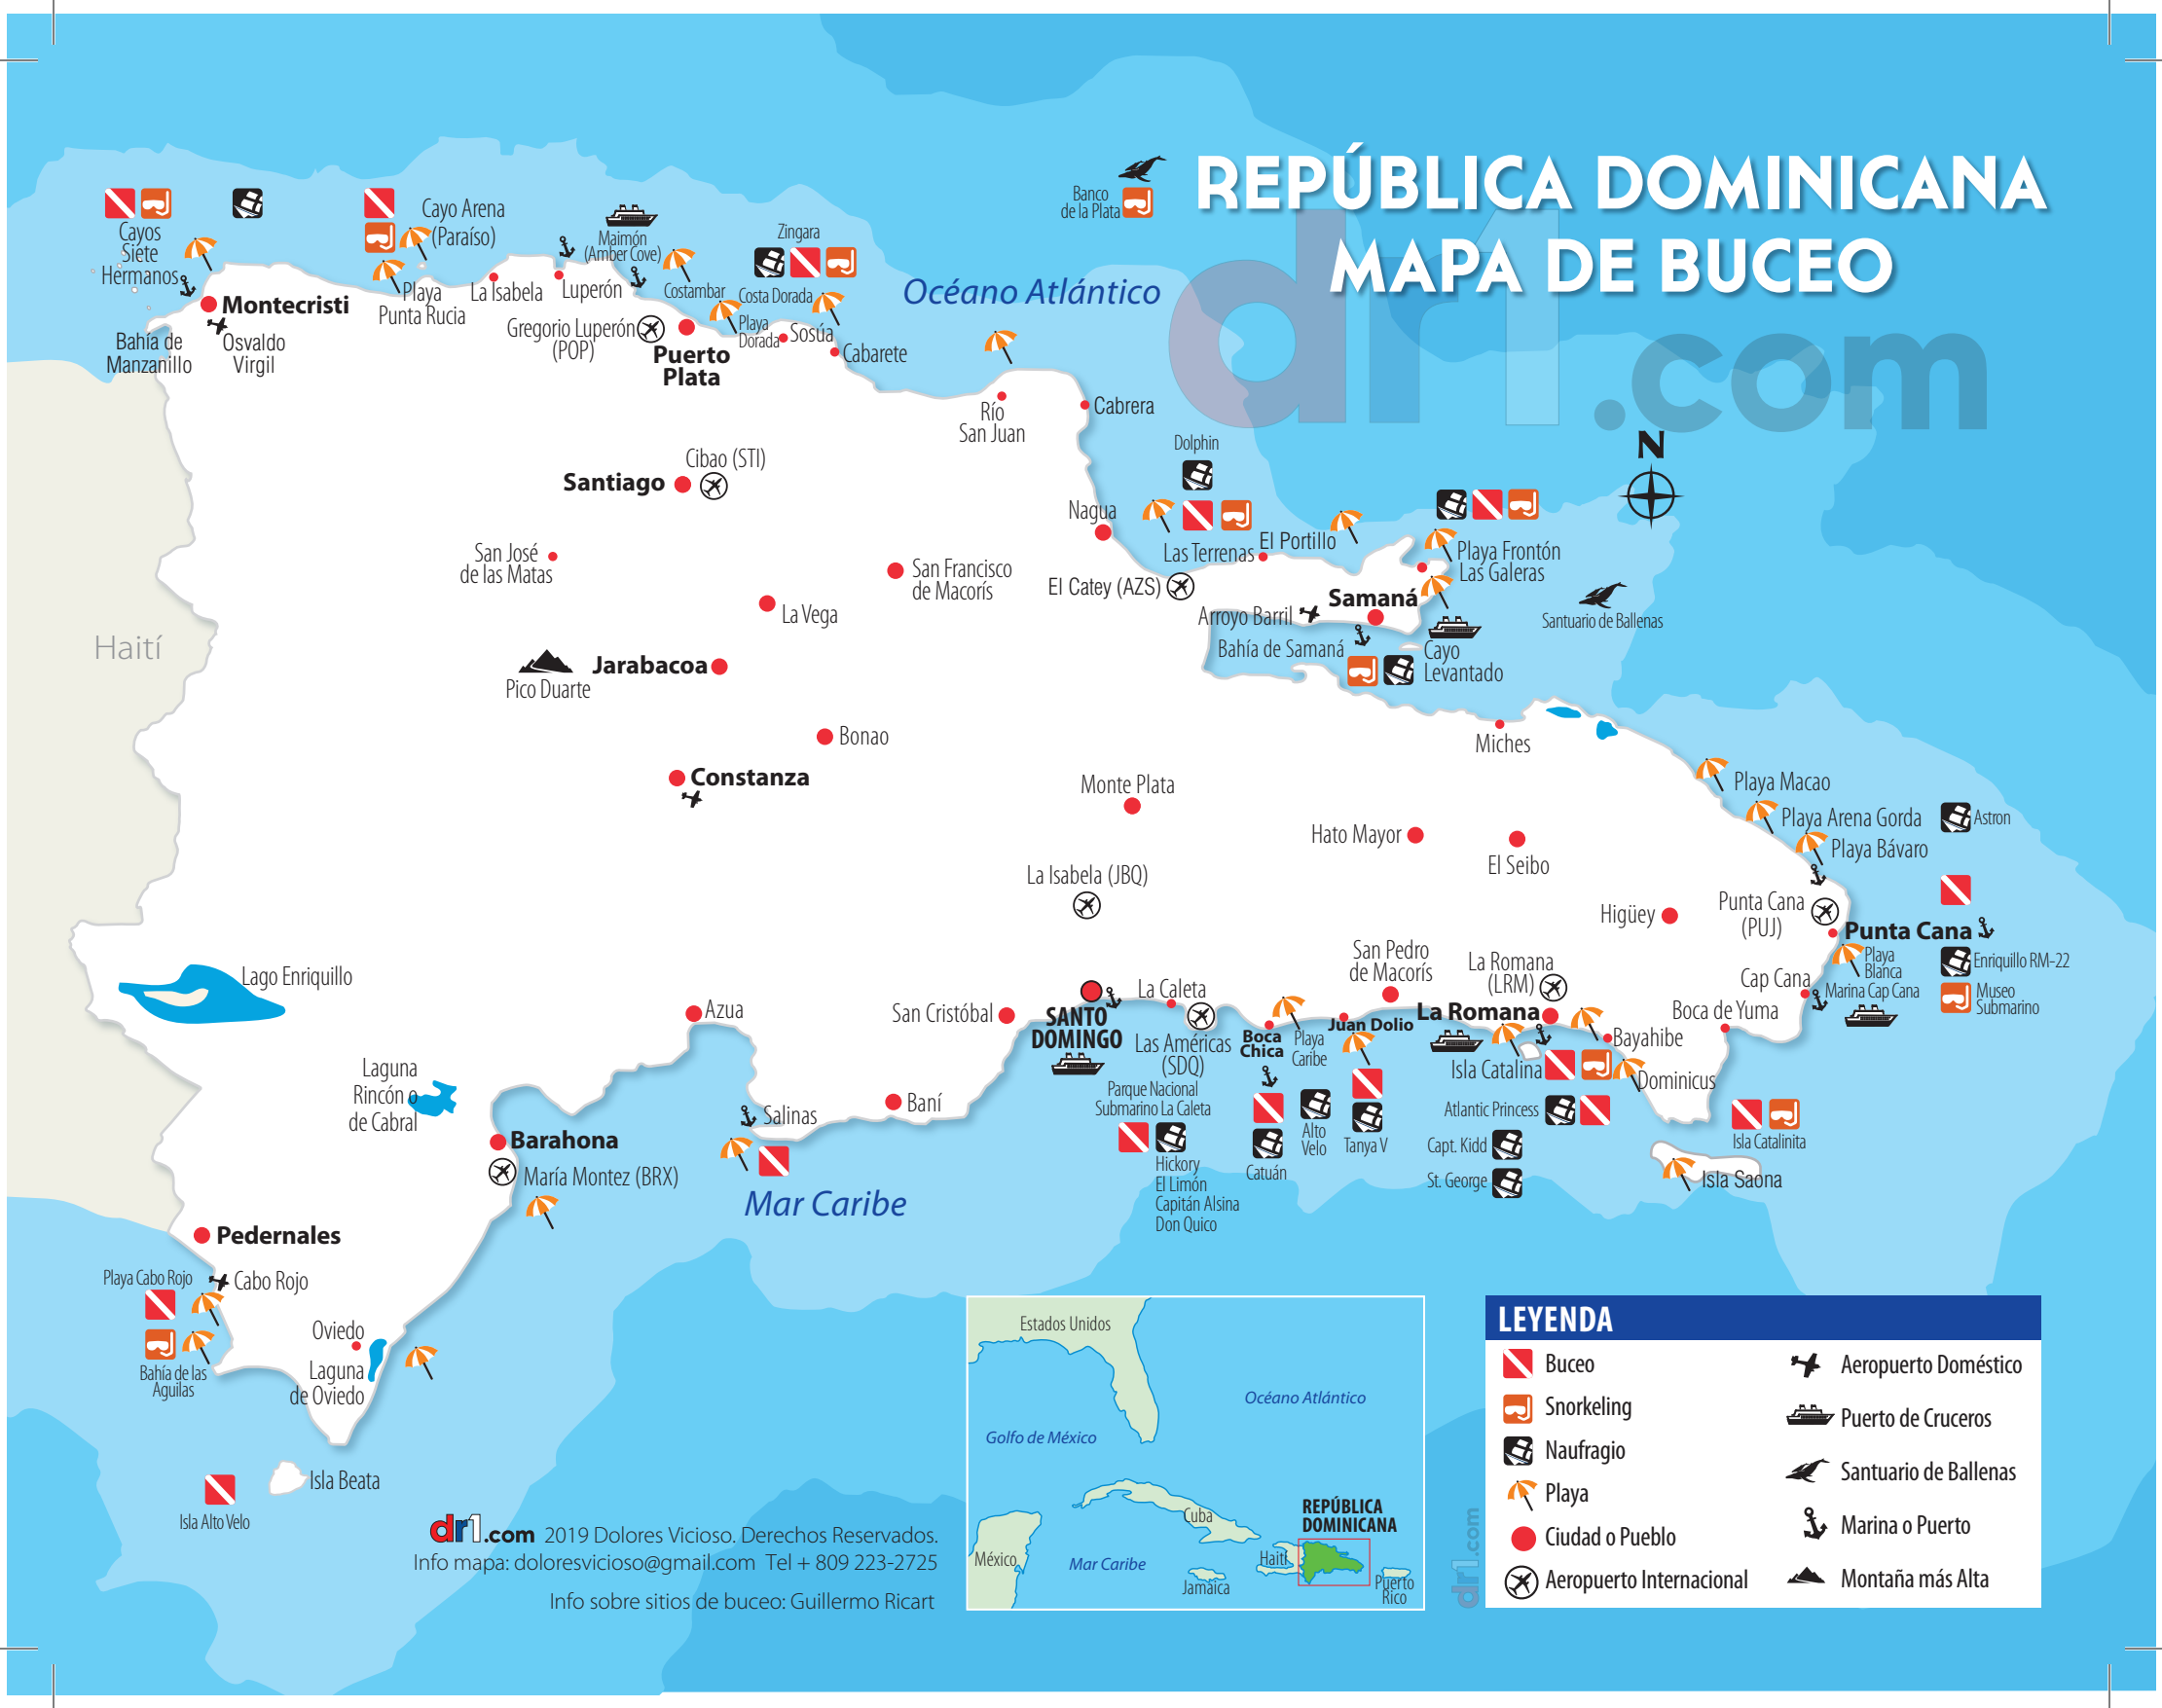 REPÚBLICA DOMINICANA
MAPA DE BUCEO
dr1.com
Banco
de la Plata
Océano Atlántico
N
Cayos
Siete
Hermanos
Montecristi
Bahía de
Manzanillo
Osvaldo
Virgil
Cayo Arena
(Paraíso)
Playa
Punta Rucia
La Isabela
Luperón
Maimón
(Amber Cove)
Costambar
Zingara
Costa Dorada
Playa
Dorada
Sosúa
Cabarete
Gregorio Luperón
(POP)
Puerto
Plata
Río
San Juan
Cabrera
Cibao (STI)
Santiago
Dolphin
Nagua
Las Terrenas
El Portillo
Playa Frontón
Las Galeras
San José
de las Matas
San Francisco
de Macorís
El Catey (AZS)
Samaná
Arroyo Barril
Santuario de Ballenas
La Vega
Bahía de Samaná
Cayo
Levantado
Haití
Jarabacoa
Pico Duarte
Bonao
Miches
Constanza
Monte Plata
Playa Macao
Playa Arena Gorda
Astron
Playa Bávaro
Hato Mayor
El Seibo
La Isabela (JBQ)
Higüey
Punta Cana
(PUJ)
Punta Cana
Playa
Blanca
Enriquillo RM-22
Cap Cana
Marina Cap Cana
Museo
Submarino
Boca de Yuma
San Pedro
de Macorís
La Romana
(LRM)
La Romana
Lago Enriquillo
Azua
San Cristóbal
SANTO
DOMINGO
La Caleta
Las Américas
(SDQ)
Boca
Chica
Playa
Caribe
Juan Dolio
Bayahibe
Isla Catalina
Dominicus
Laguna
Rincón o
de Cabral
Salinas
Baní
Parque Nacional
Submarino La Caleta
Hickory
El Limón
Capitán Alsina
Don Quico
Catuán
Alto
Velo
Tanya V
Atlantic Princess
Capt. Kidd
St. George
Isla Catalinita
Isla Saona
Barahona
María Montez (BRX)
Mar Caribe
Pedernales
Playa Cabo Rojo
Cabo Rojo
Oviedo
Bahía de las
Aguilas
Laguna
de Oviedo
Isla Beata
Isla Alto Velo
dr1.com 2019 Dolores Vicioso. Derechos Reservados.
Info mapa: doloresvicioso@gmail.com Tel + 809 223-2725
Info sobre sitios de buceo: Guillermo Ricart
Estados Unidos
Océano Atlántico
Golfo de México
REPÚBLICA
DOMINICANA
Cuba
México
Mar Caribe
Haití
Jamaica
Puerto
Rico
dr1.com
LEYENDA
Buceo
Snorkeling
Naufragio
Playa
Ciudad o Pueblo
Aeropuerto Internacional
Aeropuerto Doméstico
Puerto de Cruceros
Santuario de Ballenas
Marina o Puerto
Montaña más Alta